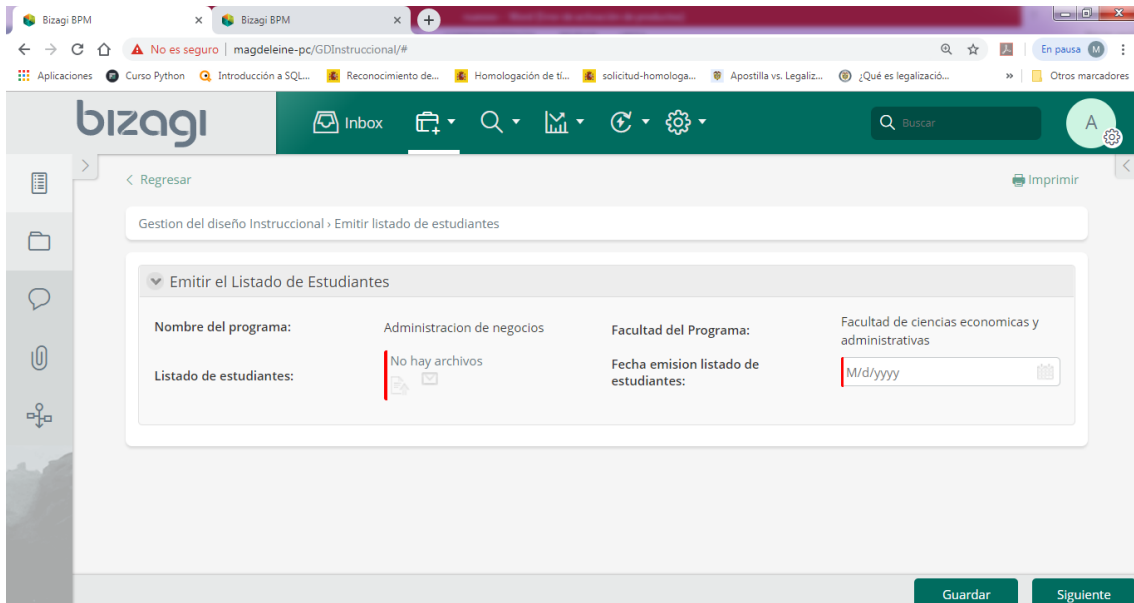 Bizagi BPM
Bizagi BPM
No es seguro | magdeleine-pc/GDInstruccional/#
En pausa M
Aplicaciones
Curso Python
Introducción a SQL...
Reconocimiento de...
Homologación de tí...
solicitud-homologa...
Apostilla vs. Legaliz...
¿Qué es legalizació...
»
Otros marcadores
bizagi
Inbox
Buscar
A
< Regresar
Imprimir
Gestion del diseño Instruccional › Emitir listado de estudiantes
Emitir el Listado de Estudiantes
Nombre del programa:
Administracion de negocios
Facultad del Programa:
Facultad de ciencias economicas y
administrativas
Listado de estudiantes:
No hay archivos
Fecha emision listado de
estudiantes:
M/d/yyyy
Guardar
Siguiente